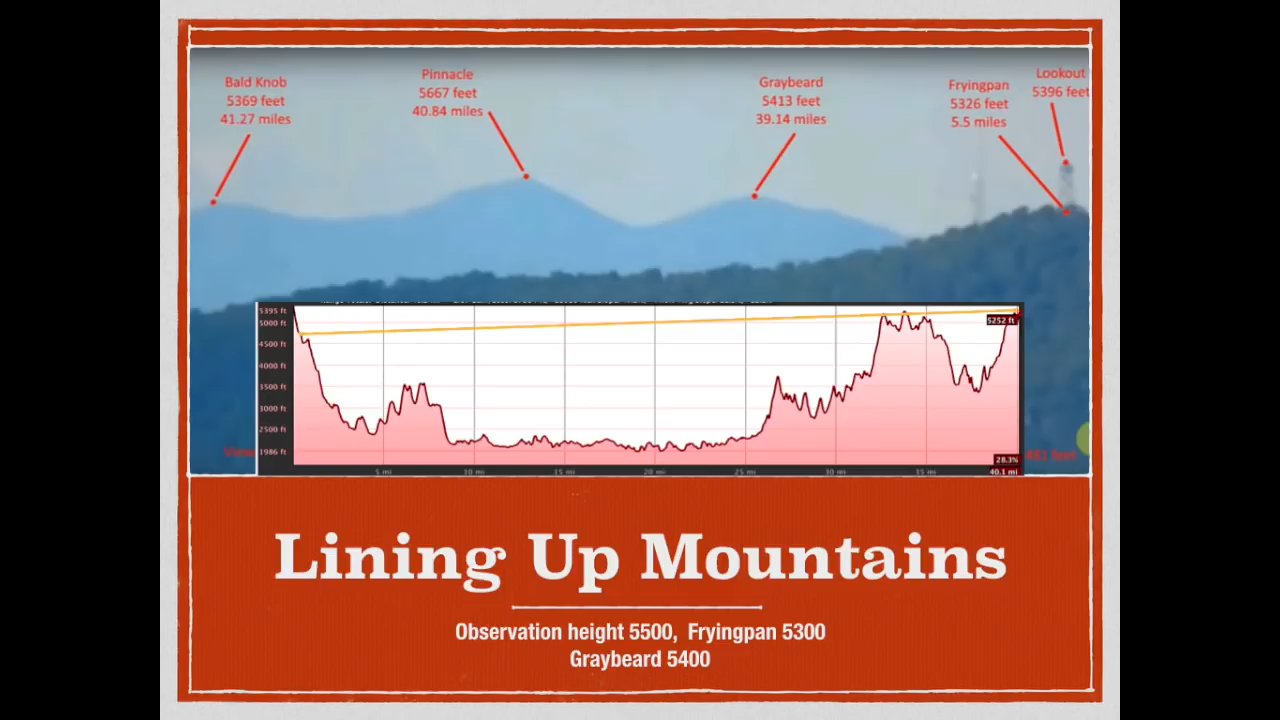 Bald Knob
5369 feet
41.27 miles
Pinnacle
5667 feet
40.84 miles
Graybeard
5413 feet
39.14 miles
Fryingpan
5326 feet
5.5 miles
Lookout
5396 feet
5395 ft
5000 ft
4500 ft
4000 ft
3500 ft
3000 ft
2500 ft
1986 ft
5252 ft
28.3%
5 mi
10 mi
15 mi
20 mi
25 mi
30 mi
35 mi
40.1 mi
481 feet
Lining Up Mountains
Observation height 5500, Fryingpan 5300
Graybeard 5400